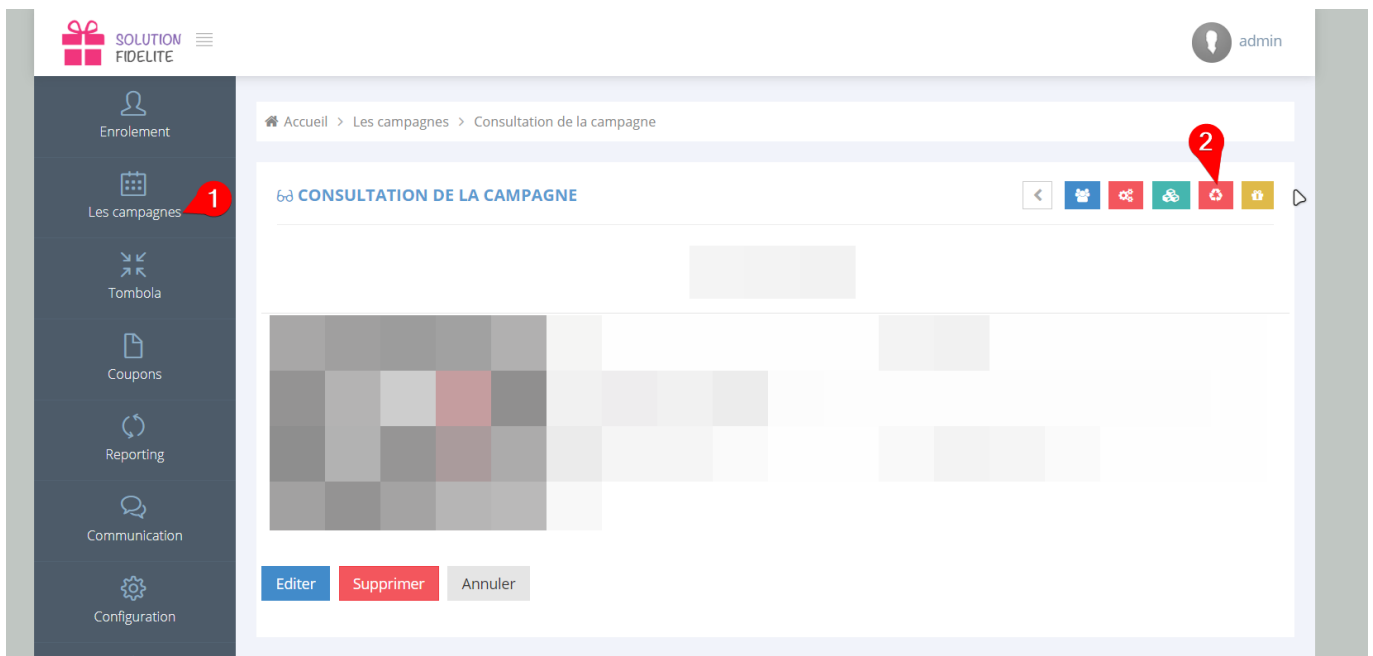 SOLUTION
FIDELITE
admin
Enrolement
Accueil > Les campagnes > Consultation de la campagne
2
Les campagnes
1
CONSULTATION DE LA CAMPAGNE
Tombola
Coupons
Reporting
Communication
Editer
Supprimer
Annuler
Configuration